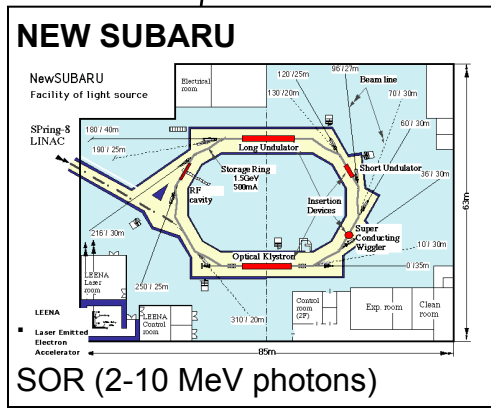 NEW SUBARU
NewSUBARU
Facility of light source
Electrical
room
120/25m
96/27m
Beam line
130/20m
70/30m
60/30m
SPring-8
LINAC
180/40m
190/25m
Long Undulator
Short Undulator
Storage Ring
1.5GeV
500mA
RF
cavity
Insertion
Devices
36/30m
63m
Super
Conducting
Wiggler
216/30m
Optical Klystron
10/30m
0/35m
250/25m
LEENA
Laser
room
310/20m
Control
room
(2F)
Exp. room
Clean
room
LEENA
Control
room
LEENA
Laser Emitted
Electron
Accelerator
85m
SOR (2-10 MeV photons)